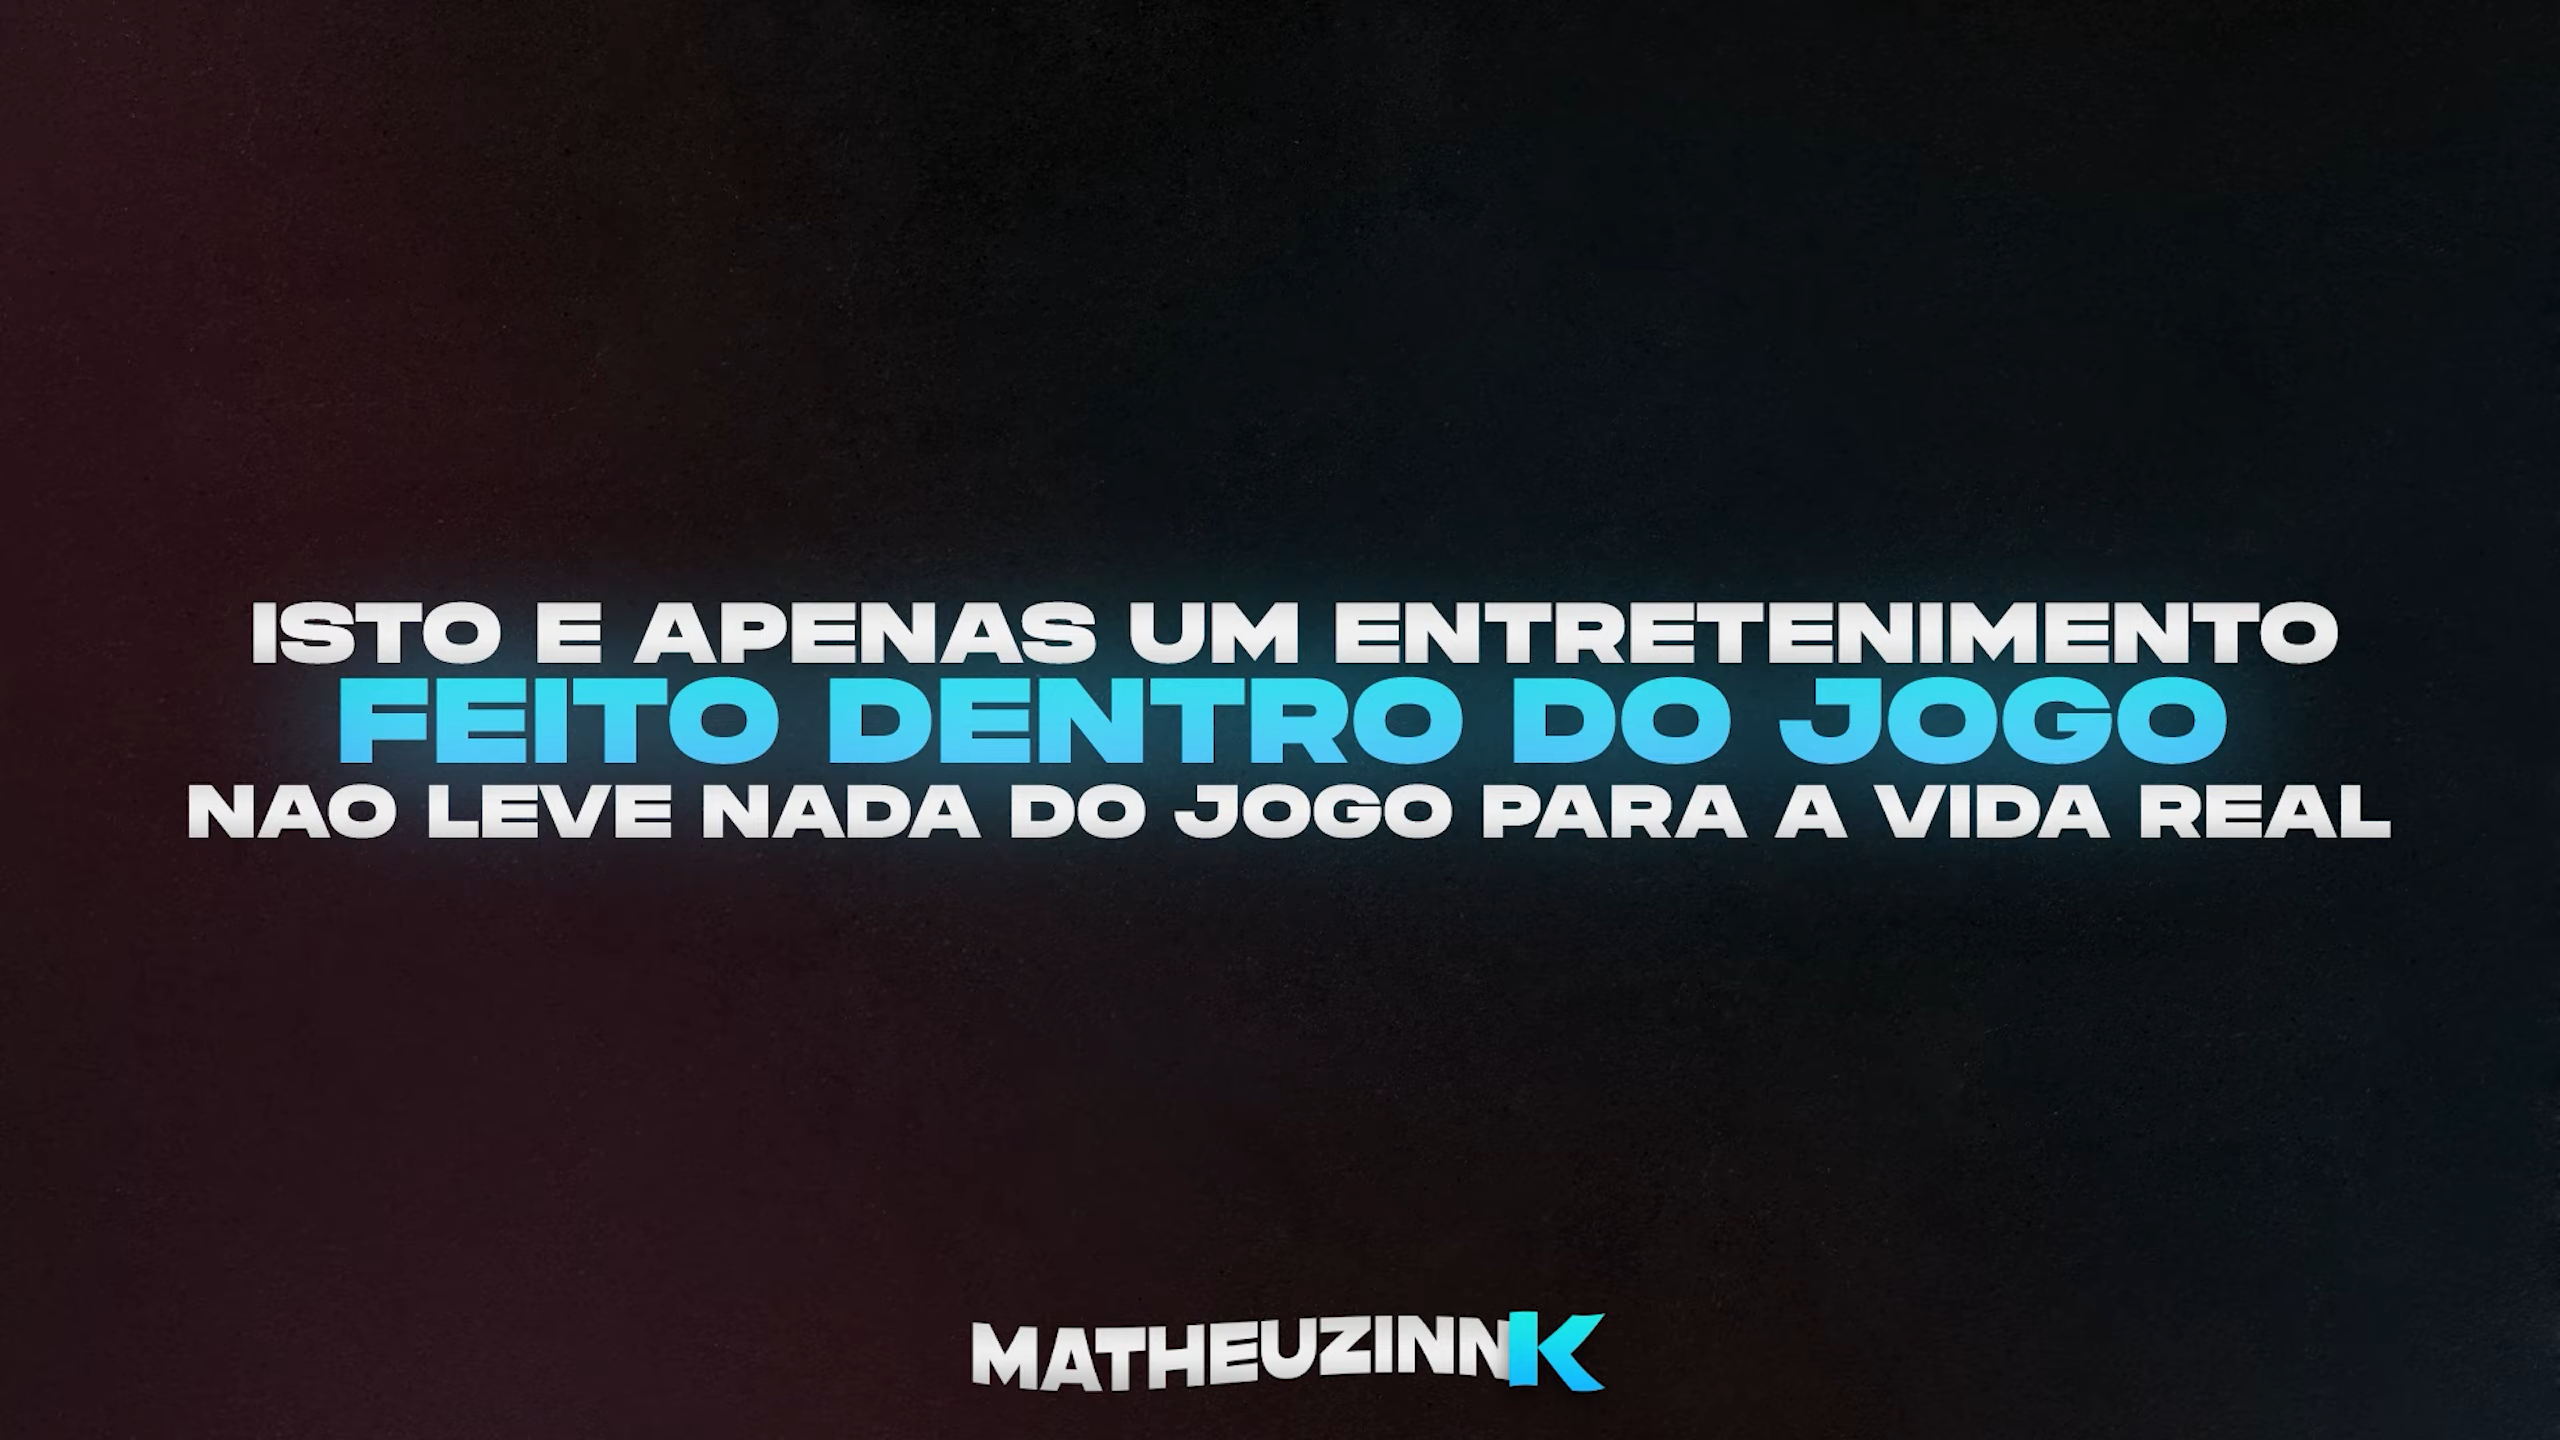 ISTO E APENAS UM ENTRETENIMENTO
FEITO DENTRO DO JOGO
NAO LEVE NADA DO JOGO PARA A VIDA REAL
MATHEUZINNK